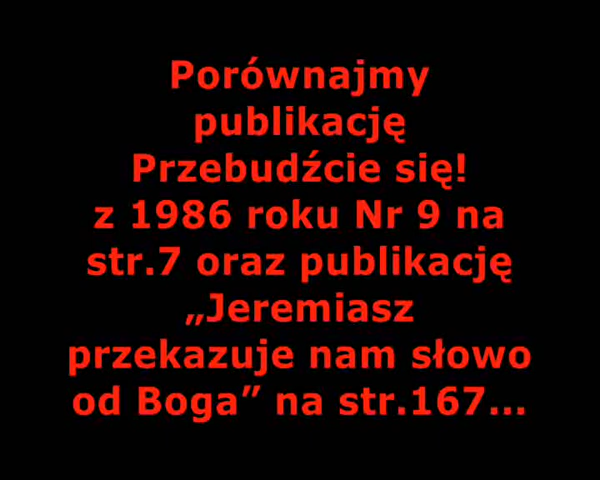 Porównajmy
publikację
Przebudźcie się!
z 1986 roku Nr 9 na
str.7 oraz publikację
„Jeremiasz
przekazuje nam słowo
od Boga” na str.167...